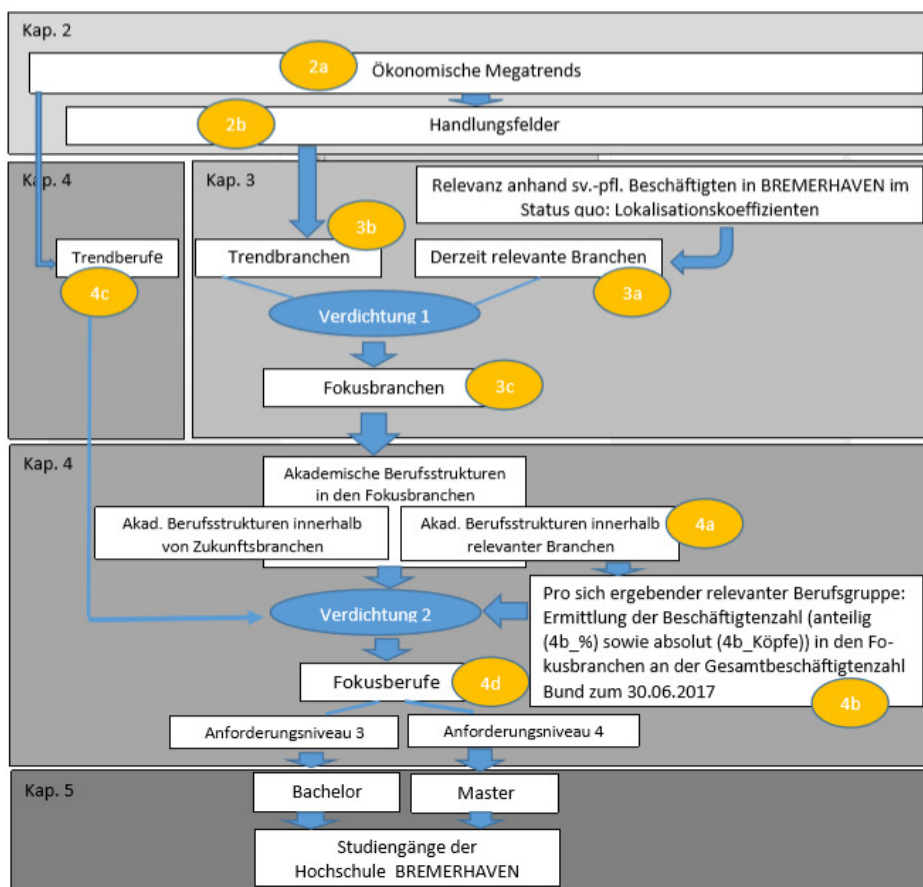 Kap. 2
2a
Ökonomische Megatrends
2b
Handlungsfelder
Kap. 4
Kap. 3
Relevanz anhand sv.-pfl. Beschäftigten in BREMERHAVEN im
Status quo: Lokalisationskoeffizienten
3b
Trendberufe
Trendbranchen
Derzeit relevante Branchen
4c
3a
Verdichtung 1
Fokusbranchen
3c
Kap. 4
Akademische Berufsstrukturen
in den Fokusbranchen
Akad. Berufsstrukturen innerhalb
von Zukunftsbranchen
Akad. Berufsstrukturen innerhalb
relevanter Branchen
4a
Verdichtung 2
Pro sich ergebender relevanter Berufsgruppe:
Ermittlung der Beschäftigtenzahl (anteilig
(4b_%) sowie absolut (4b_Köpfe)) in den Fo-
kusbranchen an der Gesamtbeschäftigtenzahl
Bund zum 30.06.2017
4b
Fokusberufe
4d
Anforderungsniveau 3
Anforderungsniveau 4
Kap. 5
Bachelor
Master
Studiengänge der
Hochschule BREMERHAVEN